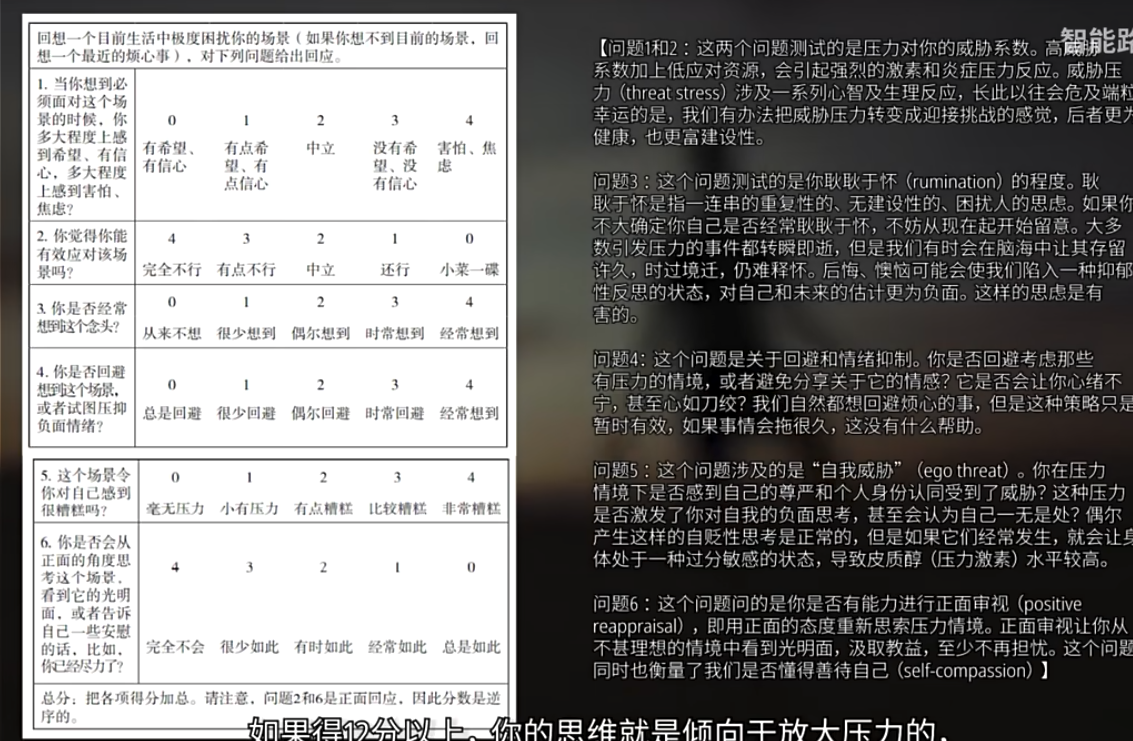 回想一个目前生活中极度困扰你的场景（如果你想不到目前的场景，回
想一个最近的烦心事），对下列问题给出回应。
1. 当你想到必
须面对这个场
景的时候，你
多大程度上感
到希望、有信
心，多大程度
上感到害怕、
焦虑？
0 1 2 3 4
有希望、 有点希 中立 没有希 害怕、焦
有信心 望、有 望、没 虑
点信心 有信心
2. 你觉得你能
有效应对该场
景吗？
4 3 2 1 0
完全不行 有点不行 中立 还行 小菜一碟
3. 你是否经常
想到这个念头？
0 1 2 3 4
从来不想 很少想到 偶尔想到 时常想到 经常想到
4. 你是否回避
想到这个场景，
或者试图压抑
负面情绪？
0 1 2 3 4
总是回避 很少回避 偶尔回避 时常回避 经常想到
5. 这个场景令
你对自己感到
很糟糕吗？
0 1 2 3 4
毫无压力 小有压力 有点糟糕 比较糟糕 非常糟糕
6. 你是否会从
正面的角度思
考这个场景，
看到它的光明
面，或者告诉
自己一些安慰
的话，比如，
你已经尽力了？
4 3 2 1 0
完全不会 很少如此 有时如此 经常如此 总是如此
总分：把各项得分加总。请注意，问题2和6是正面回应，因此分数是逆
序的。
智能路
【问题1和2：这两个问题测试的是压力对你的威胁系数。高威胁
系数加上低应对资源，会引起强烈的激素和炎症压力反应。威胁压
力（threat stress）涉及一系列心智及生理反应，长此以往会危及端粒
幸运的是，我们有办法把威胁压力转变成迎接挑战的感觉，后者更为
健康，也更富建设性。
问题3：这个问题测试的是你耿耿于怀（rumination）的程度。耿
耿于怀是指一连串的重复性的、无建设性的、困扰人的思虑。如果你
不大确定你自己是否经常耿耿于怀，不妨从现在起开始留意。大多
数引发压力的事件都转瞬即逝，但是我们有时会在脑海中让其存留
许久，时过境迁，仍难释怀。后悔、懊恼可能会使我们陷入一种抑郁
性反思的状态，对自己和未来的估计更为负面。这样的思虑是有
害的。
问题4：这个问题是关于回避和情绪抑制。你是否回避考虑那些
有压力的情境，或者避免分享关于它的情感？它是否会让你心绪不
宁，甚至心如刀绞？我们自然都想回避烦心的事，但是这种策略只是
暂时有效，如果事情会拖很久，这没有什么帮助。
问题5：这个问题涉及的是“自我威胁”（ego threat）。你在压力
情境下是否感到自己的尊严和个人身份认同受到了威胁？这种压力
是否激发了你对自我的负面思考，甚至会认为自己一无是处？偶尔
产生这样的自贬性思考是正常的，但是如果它们经常发生，就会让身
体处于一种过分敏感的状态，导致皮质醇（压力激素）水平较高。
问题6：这个问题问的是你是否有能力进行正面审视（positive
reappraisal），即用正面的态度重新思索压力情境。正面审视让你从
不甚理想的情境中看到光明面，汲取教益，至少不再担忧。这个问题
同时也衡量了我们是否懂得善待自己（self-compassion）】
如果得12分以上，你的思维就是倾向于放大压力的，